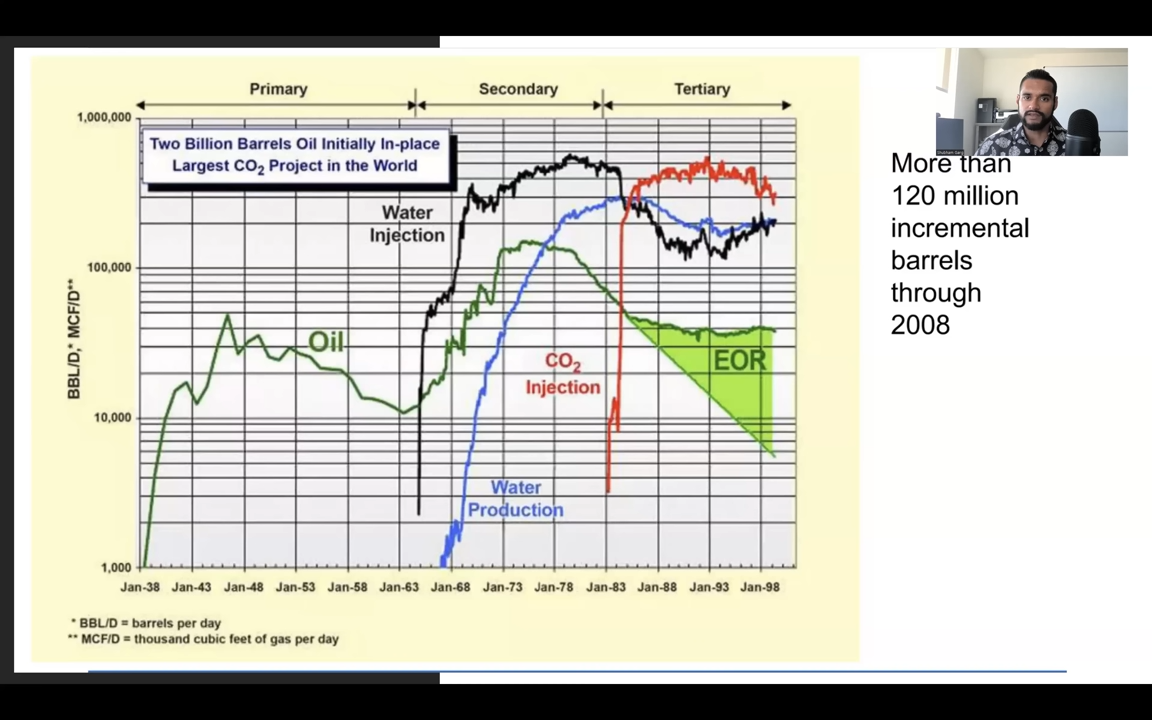 Primary
Secondary
Tertiary
1,000,000
Two Billion Barrels Oil Initially In-place
Largest CO₂ Project in the World
Water
Injection
100,000
BBL/D,* MCF/D**
Oil
CO₂
Injection
EOR
10,000
Water
Production
1,000
Jan-38 Jan-43 Jan-48 Jan-53 Jan-58 Jan-63 Jan-68 Jan-73 Jan-78 Jan-83 Jan-88 Jan-93 Jan-98
* BBL/D = barrels per day
** MCF/D = thousand cubic feet of gas per day
More than
120 million
incremental
barrels
through
2008